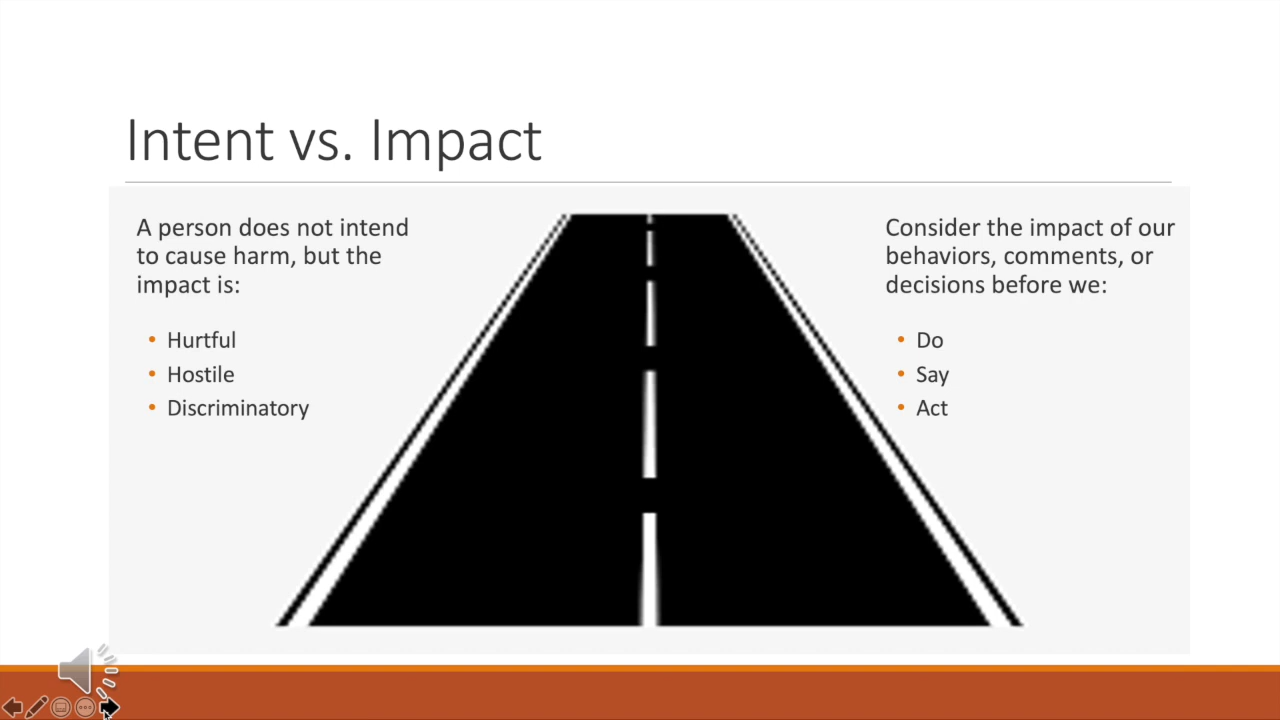 Intent vs. Impact
A person does not intend
to cause harm, but the
impact is:
• Hurtful
• Hostile
• Discriminatory
Consider the impact of our
behaviors, comments, or
decisions before we:
• Do
• Say
• Act